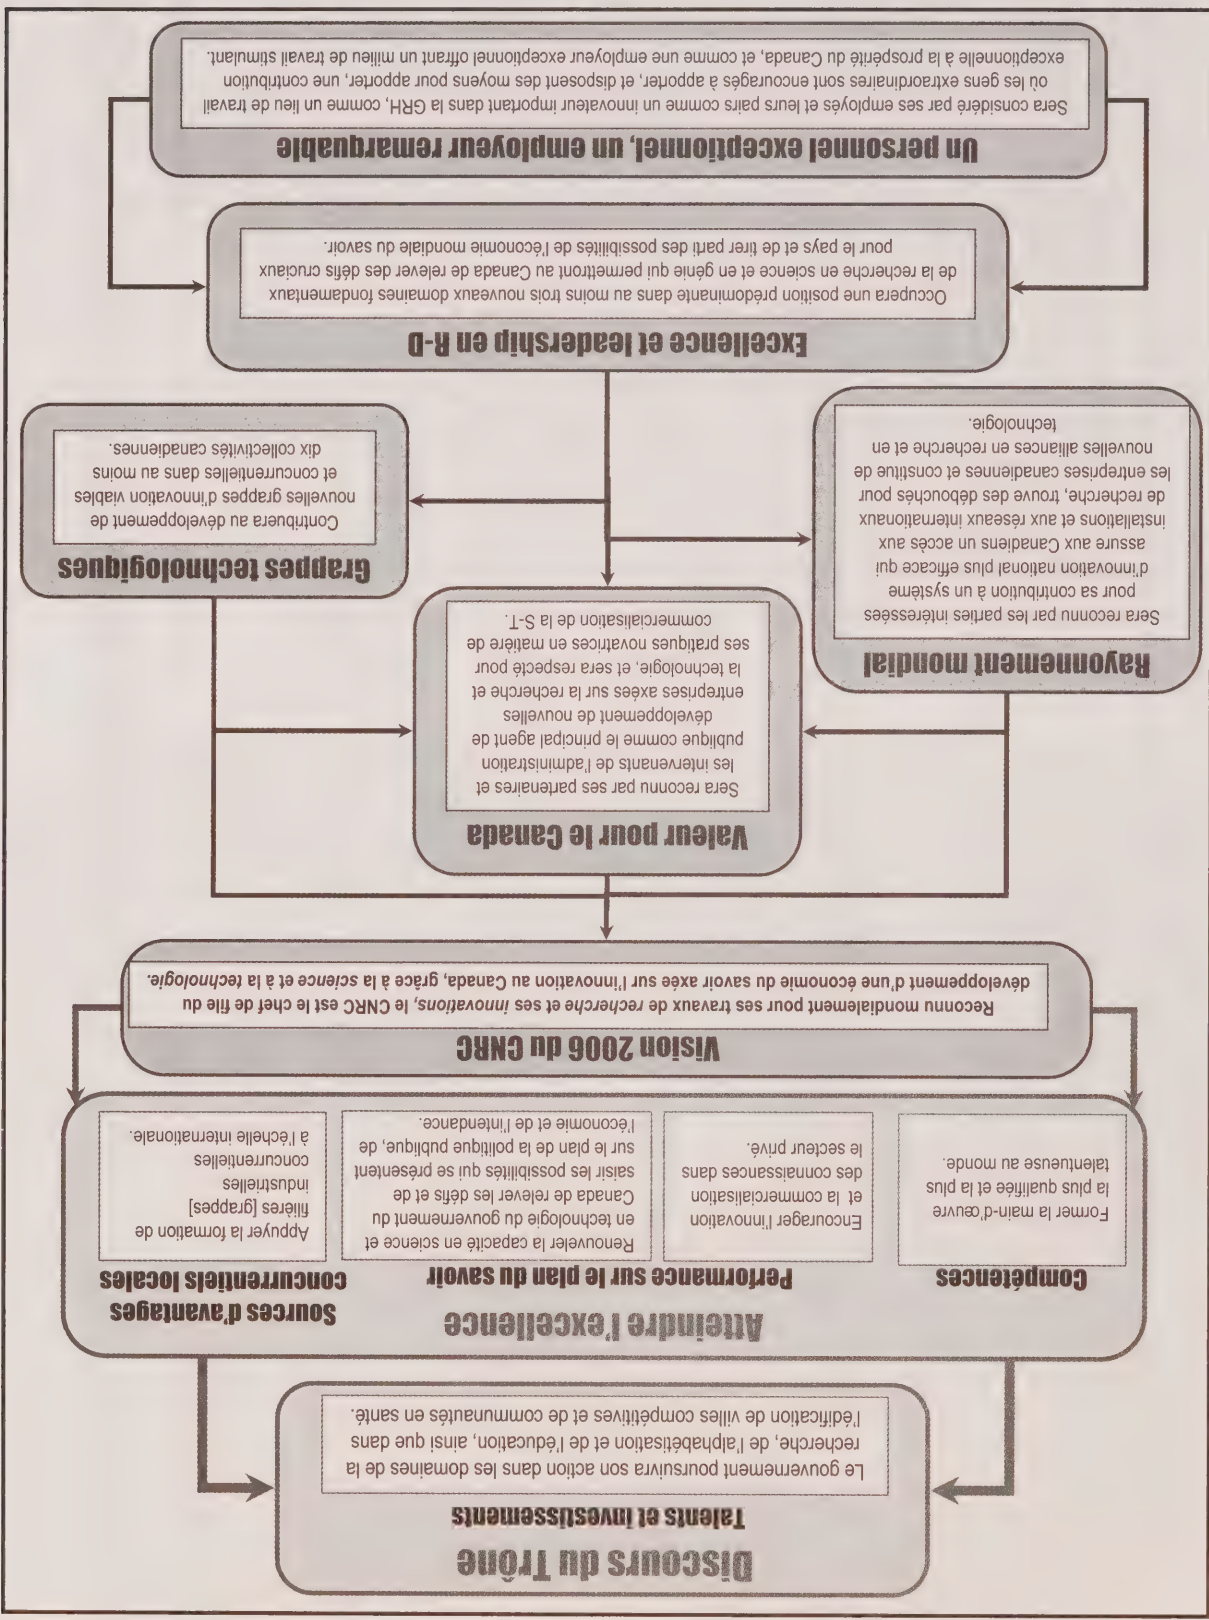 Discours du Trône
Talents et investissements
Le gouvernement poursuivra son action dans les domaines de la
recherche, de l'alphabétisation et de l'éducation, ainsi que dans
l'édification de villes compétitives et de communautés en santé.
Atteindre l'excellence
Compétences
Former la main-d'œuvre
la plus qualifiée et la plus
talentueuse au monde.
Performance sur le plan du savoir
Encourager l'innovation
et la commercialisation
des connaissances dans
le secteur privé.
Renouveler la capacité en science et
en technologie du gouvernement du
Canada de relever les défis et de
saisir les possibilités qui se présentent
sur le plan de la politique publique, de
l'économie et de l'intendance.
Sources d'avantages
concurrentiels locales
Appuyer la formation de
filières [grappes]
industrielles
concurrentielles
à l'échelle internationale.
Vision 2006 du CNRC
Reconnu mondialement pour ses travaux de recherche et ses innovations, le CNRC est le chef de file du
développement d'une économie du savoir axée sur l'innovation au Canada, grâce à la science et à la technologie.
Valeur pour le Canada
Sera reconnu par ses partenaires et
les intervenants de l'administration
publique comme le principal agent de
développement de nouvelles
entreprises axées sur la recherche et
la technologie, et sera respecté pour
ses pratiques novatrices en matière de
commercialisation de la S-T.
Rayonnement mondial
Sera reconnu par les parties intéressées
pour sa contribution à un système
d'innovation national plus efficace qui
assure aux Canadiens un accès aux
installations et aux réseaux internationaux
de recherche, trouve des débouchés pour
les entreprises canadiennes et constitue de
nouvelles alliances en recherche et en
technologie.
Grappes technologiques
Contribuera au développement de
nouvelles grappes d'innovation viables
et concurrentielles dans au moins
dix collectivités canadiennes.
Excellence et leadership en R-D
Occupera une position prédominante dans au moins trois nouveaux domaines fondamentaux
de la recherche en science et en génie qui permettront au Canada de relever des défis cruciaux
pour le pays et de tirer parti des possibilités de l'économie mondiale du savoir.
Un personnel exceptionnel, un employeur remarquable
Sera considéré par ses employés et leurs pairs comme un innovateur important dans la GRH, comme un lieu de travail
où les gens extraordinaires sont encouragés à apporter, et disposent des moyens pour apporter, une contribution
exceptionnelle à la prospérité du Canada, et comme une employeur exceptionnel offrant un milieu de travail stimulant.